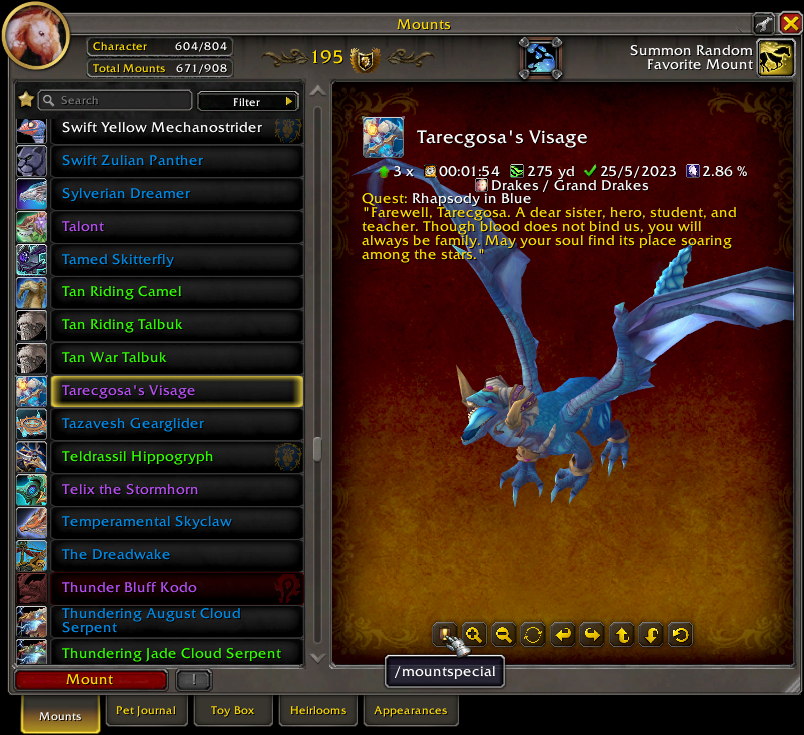 Mounts
Character 604/804
Total Mounts 671/908
195
Summon Random
Favorite Mount
Search
Filter
Swift Yellow Mechanostrider
Swift Zulian Panther
Sylverian Dreamer
Talont
Tamed Skitterfly
Tan Riding Camel
Tan Riding Talbuk
Tan War Talbuk
Tarecgosa's Visage
Tazavesh Gearglider
Teldrassil Hippogryph
Telix the Stormhorn
Temperamental Skyclaw
The Dreadwake
Thunder Bluff Kodo
Thundering August Cloud
Serpent
Thundering Jade Cloud Serpent
Tarecgosa's Visage
3 x 00:01:54 275 yd 25/5/2023 2.86 %
Drakes / Grand Drakes
Quest: Rhapsody in Blue
"Farewell, Tarecgosa. A dear sister, hero, student, and
teacher. Though blood does not bind us, you will
always be family. May your soul find its place soaring
among the stars."
/mountspecial
Mount
!
Mounts
Pet Journal
Toy Box
Heirlooms
Appearances